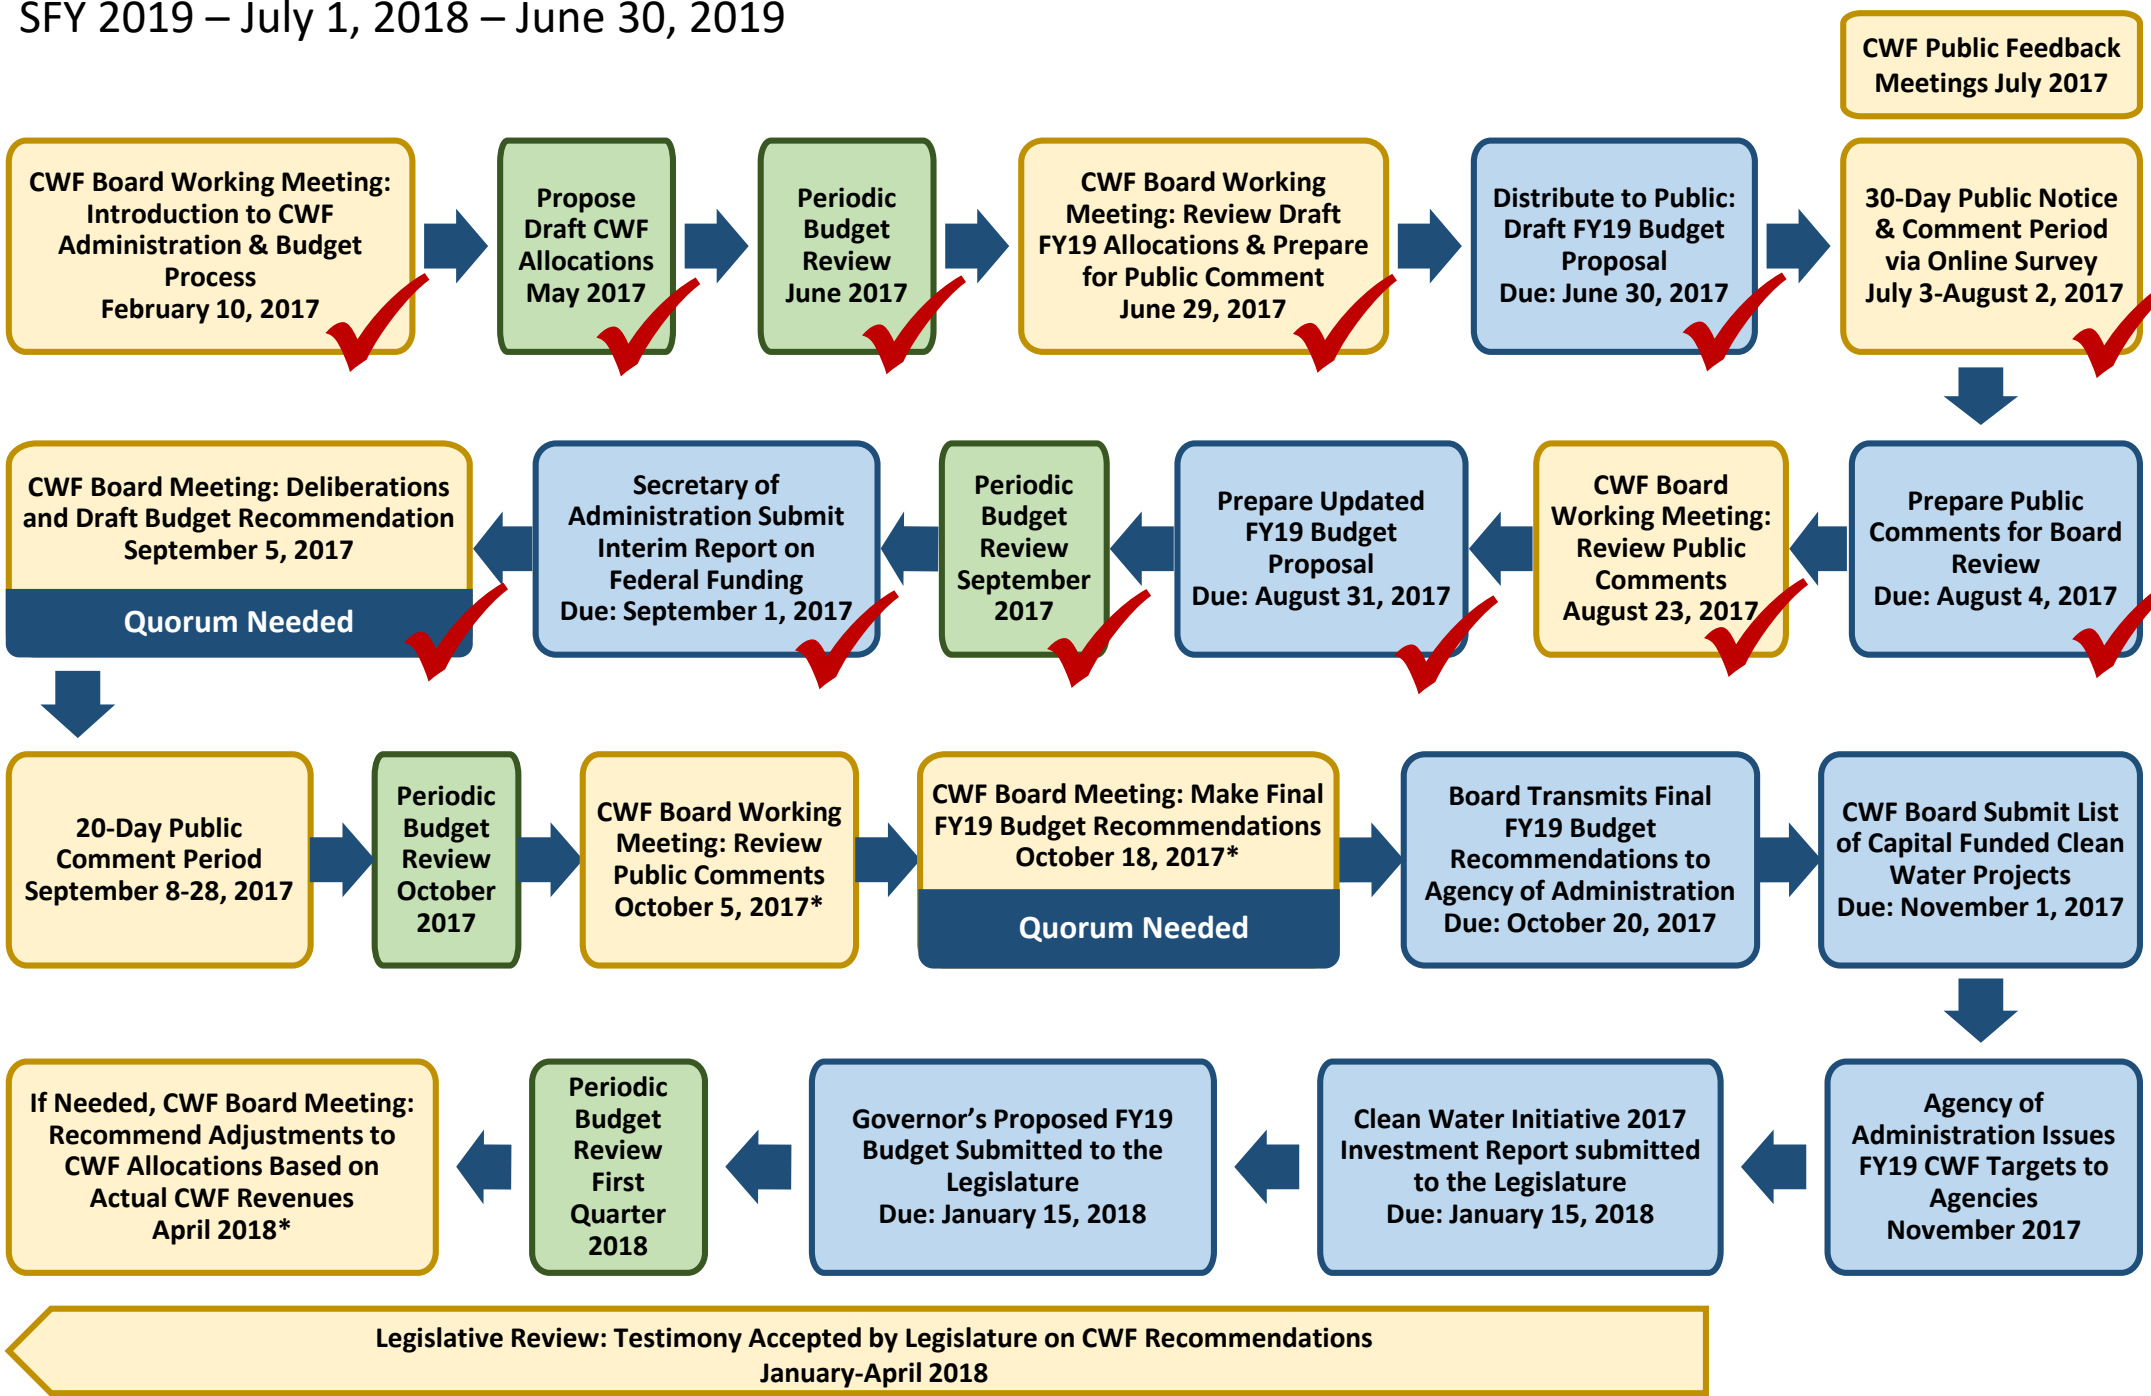 SFY 2019 – July 1, 2018 – June 30, 2019
CWF Public Feedback
Meetings July 2017
CWF Board Working Meeting:
Introduction to CWF
Administration & Budget
Process
February 10, 2017
Propose
Draft CWF
Allocations
May 2017
Periodic
Budget
Review
June 2017
CWF Board Working
Meeting: Review Draft
FY19 Allocations & Prepare
for Public Comment
June 29, 2017
Distribute to Public:
Draft FY19 Budget
Proposal
Due: June 30, 2017
30-Day Public Notice
& Comment Period
via Online Survey
July 3-August 2, 2017
Prepare Public
Comments for Board
Review
Due: August 4, 2017
CWF Board
Working Meeting:
Review Public
Comments
August 23, 2017
Prepare Updated
FY19 Budget
Proposal
Due: August 31, 2017
Periodic
Budget
Review
September
2017
Secretary of
Administration Submit
Interim Report on
Federal Funding
Due: September 1, 2017
CWF Board Meeting: Deliberations
and Draft Budget Recommendation
September 5, 2017
Quorum Needed
20-Day Public
Comment Period
September 8-28, 2017
Periodic
Budget
Review
October
2017
CWF Board Working
Meeting: Review
Public Comments
October 5, 2017*
CWF Board Meeting: Make Final
FY19 Budget Recommendations
October 18, 2017*
Quorum Needed
Board Transmits Final
FY19 Budget
Recommendations to
Agency of Administration
Due: October 20, 2017
CWF Board Submit List
of Capital Funded Clean
Water Projects
Due: November 1, 2017
Agency of
Administration Issues
FY19 CWF Targets to
Agencies
November 2017
Clean Water Initiative 2017
Investment Report submitted
to the Legislature
Due: January 15, 2018
Governor’s Proposed FY19
Budget Submitted to the
Legislature
Due: January 15, 2018
Periodic
Budget
Review
First
Quarter
2018
If Needed, CWF Board Meeting:
Recommend Adjustments to
CWF Allocations Based on
Actual CWF Revenues
April 2018*
Legislative Review: Testimony Accepted by Legislature on CWF Recommendations
January-April 2018